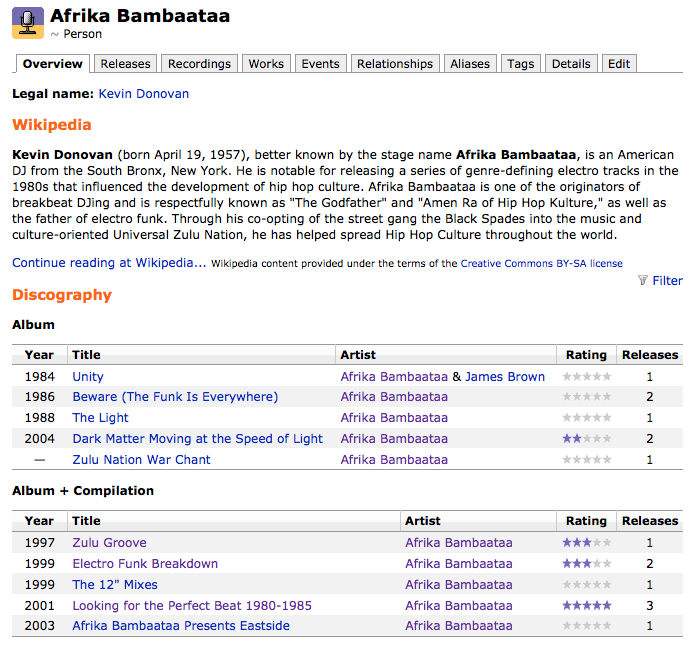 Afrika Bambaataa
~ Person
Overview Releases Recordings Works Events Relationships Aliases Tags Details Edit
Legal name: Kevin Donovan
Wikipedia
Kevin Donovan (born April 19, 1957), better known by the stage name Afrika Bambaataa, is an American
DJ from the South Bronx, New York. He is notable for releasing a series of genre-defining electro tracks in the
1980s that influenced the development of hip hop culture. Afrika Bambaataa is one of the originators of
breakbeat DJing and is respectfully known as "The Godfather" and "Amen Ra of Hip Hop Kulture," as well as
the father of electro funk. Through his co-opting of the street gang the Black Spades into the music and
culture-oriented Universal Zulu Nation, he has helped spread Hip Hop Culture throughout the world.
Continue reading at Wikipedia... Wikipedia content provided under the terms of the Creative Commons BY-SA license
Filter
Discography
Album
Year Title Artist Rating Releases
1984 Unity Afrika Bambaataa & James Brown ★★★★★ 1
1986 Beware (The Funk Is Everywhere) Afrika Bambaataa ★★★★★ 2
1988 The Light Afrika Bambaataa ★★★★★ 1
2004 Dark Matter Moving at the Speed of Light Afrika Bambaataa ★★★★★ 2
— Zulu Nation War Chant Afrika Bambaataa ★★★★★ 1
Album + Compilation
Year Title Artist Rating Releases
1997 Zulu Groove Afrika Bambaataa ★★★★★ 1
1999 Electro Funk Breakdown Afrika Bambaataa ★★★★★ 2
1999 The 12" Mixes Afrika Bambaataa ★★★★★ 1
2001 Looking for the Perfect Beat 1980-1985 Afrika Bambaataa ★★★★★ 3
2003 Afrika Bambaataa Presents Eastside Afrika Bambaataa ★★★★★ 1